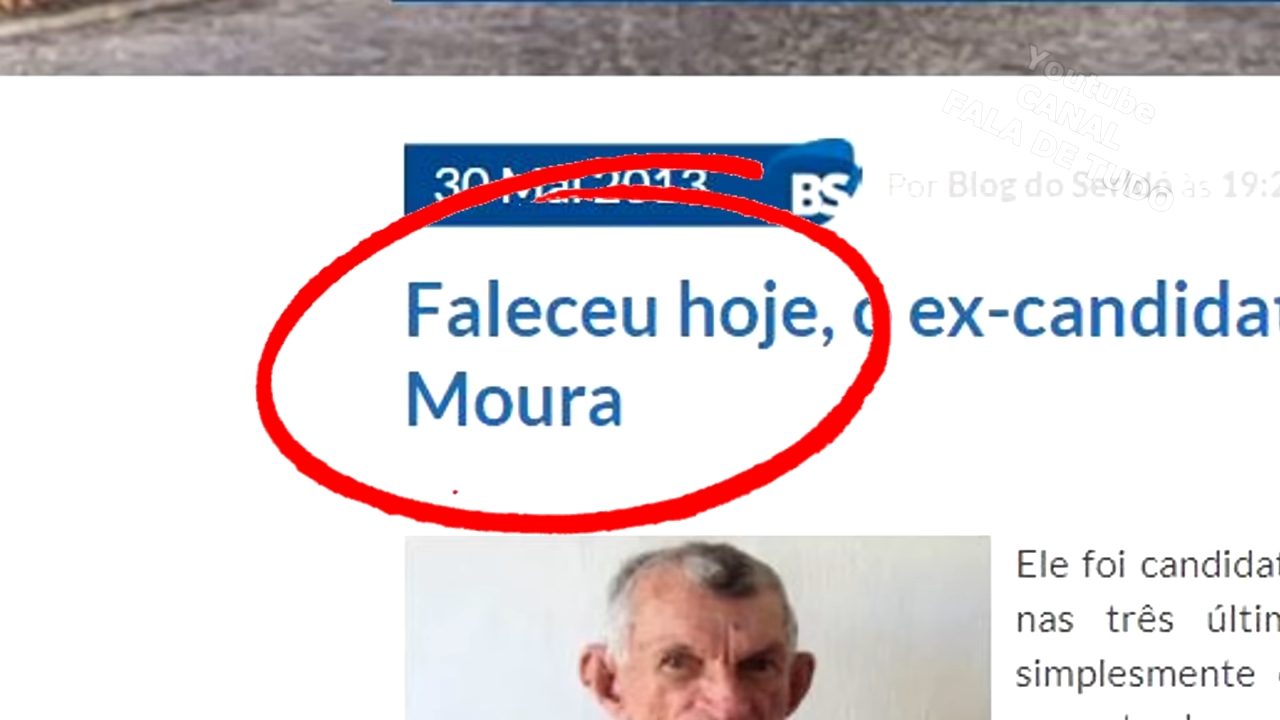 Youtube
CANAL
FALA DE TUDO
30 Mai 2013
BS
Por Blog do às 19:2
Faleceu hoje, o ex-candidat
Moura
Ele foi candidat
nas três últin
simplesmente